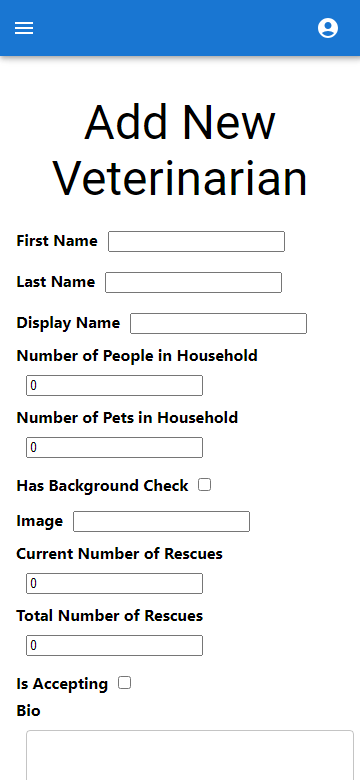 Add New
Veterinarian
First Name
Last Name
Display Name
Number of People in Household
0
Number of Pets in Household
0
Has Background Check
Image
Current Number of Rescues
0
Total Number of Rescues
0
Is Accepting
Bio